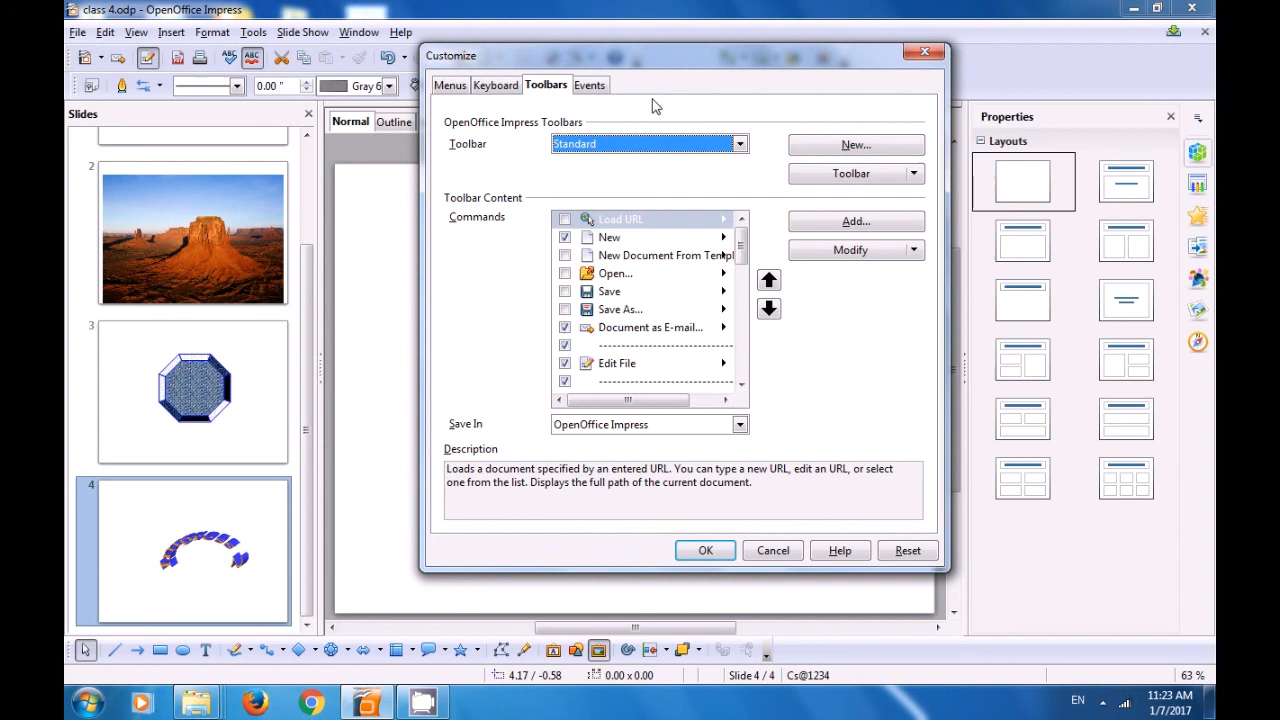 class 4.odp - OpenOffice Impress
File Edit View Insert Format Tools Slide Show Window Help
ABC ABC
0.00 " Gray 6
Slides
2
3
4
Normal Outline
Customize
Menus Keyboard Toolbars Events
OpenOffice Impress Toolbars
Toolbar Standard New...
Toolbar
Toolbar Content
Commands Load URL Add...
New
Modify
New Document From Templ
Open...
Save
Save As...
Document as E-mail...
-----------------------
Edit File
-----------------------
Save In OpenOffice Impress
Description
Loads a document specified by an entered URL. You can type a new URL, edit an URL, or select
one from the list. Displays the full path of the current document.
OK Cancel Help Reset
Properties
Layouts
T A
4.17 / -0.58 0.00 x 0.00 Slide 4 / 4 Cs@1234 63 %
EN 11:23 AM
1/7/2017